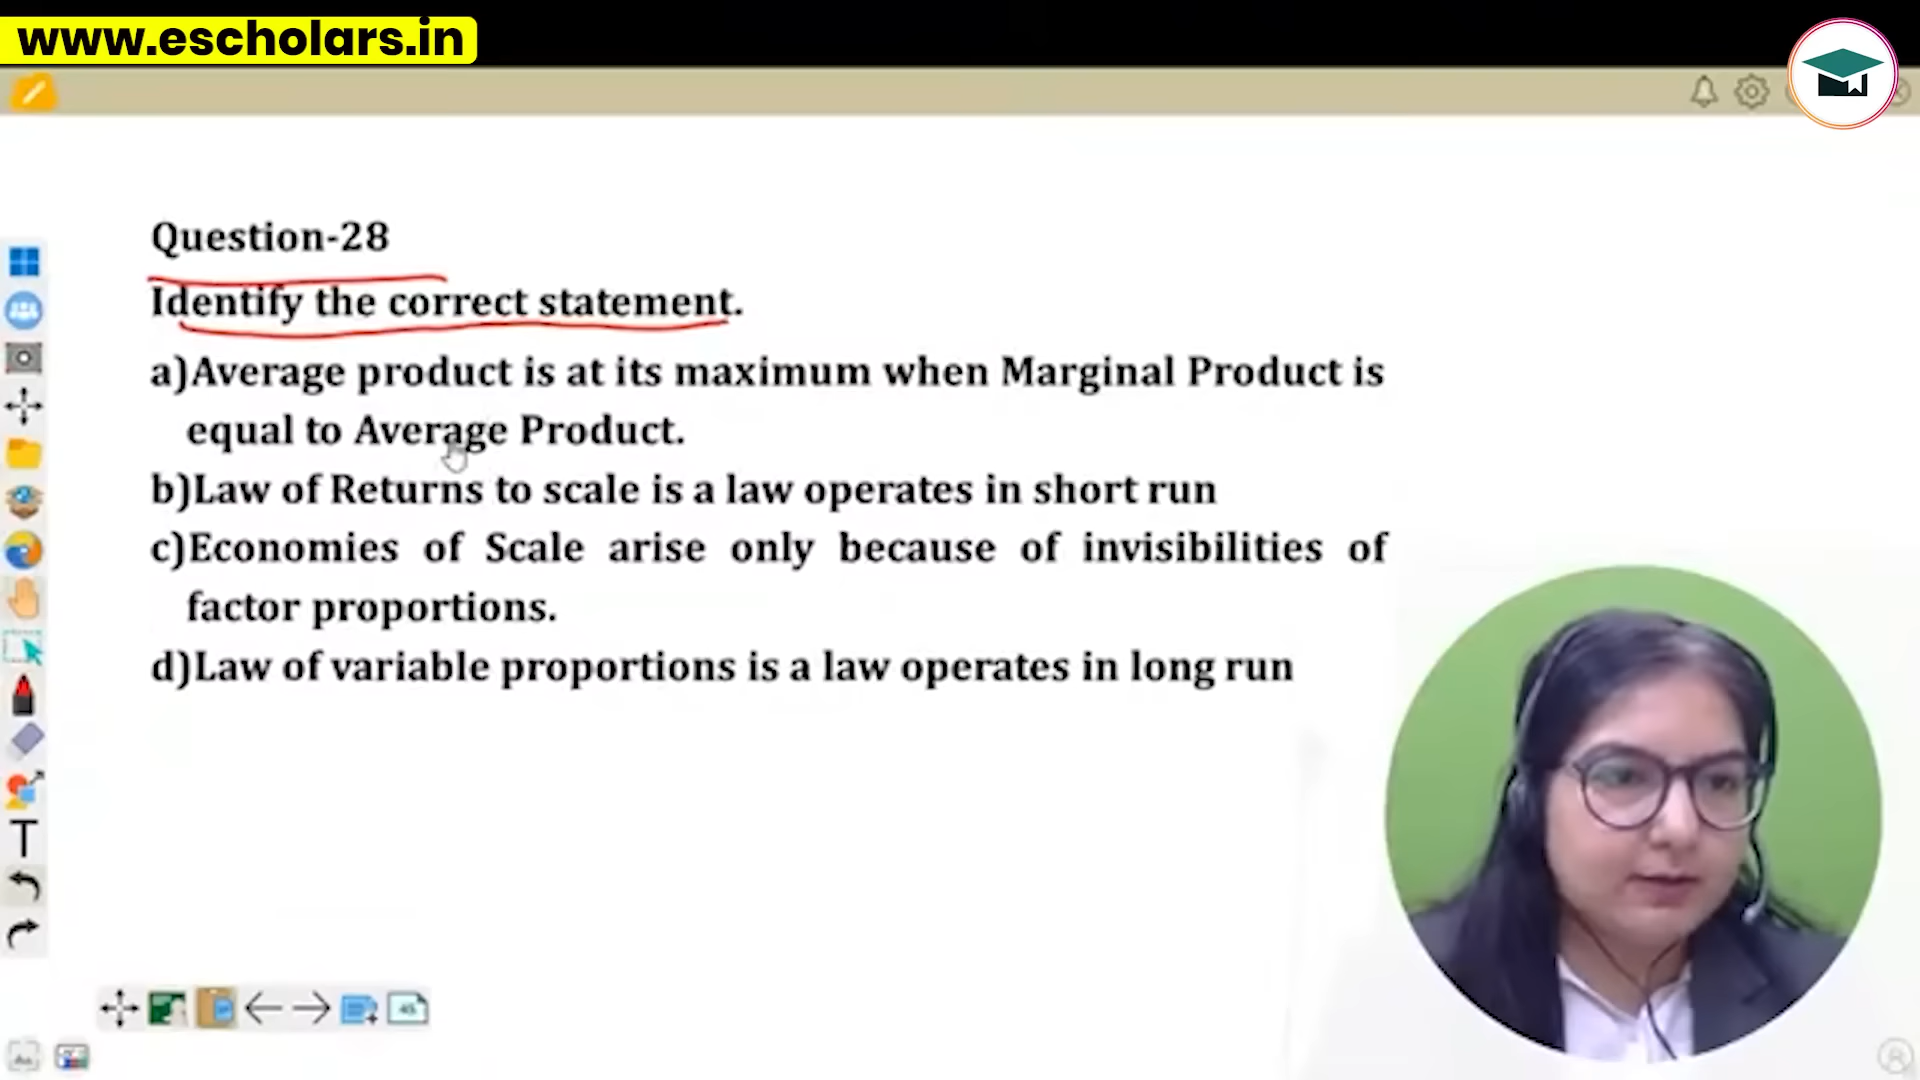 www.escholars.in
Question-28
Identify the correct statement.
a)Average product is at its maximum when Marginal Product is
equal to Average Product.
b)Law of Returns to scale is a law operates in short run
c)Economies of Scale arise only because of invisibilities of
factor proportions.
d)Law of variable proportions is a law operates in long run
T
45